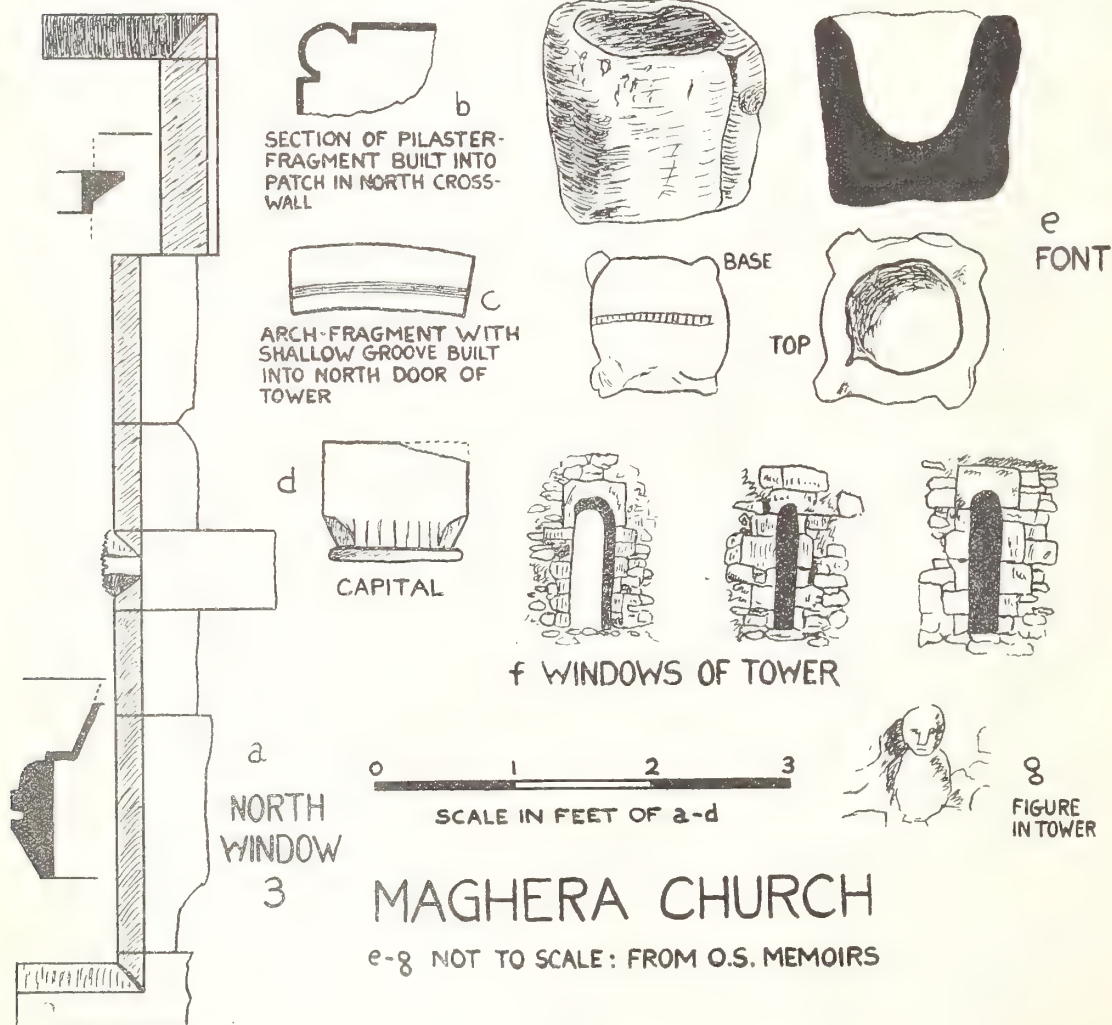 b
SECTION OF PILASTER-
FRAGMENT BUILT INTO
PATCH IN NORTH CROSS-
WALL
e
FONT
c
ARCH-FRAGMENT WITH
SHALLOW GROOVE BUILT
INTO NORTH DOOR OF
TOWER
BASE
TOP
d
CAPITAL
f WINDOWS OF TOWER
a
NORTH
WINDOW
3
0 1 2 3
SCALE IN FEET OF a-d
g
FIGURE
IN TOWER
MAGHERA CHURCH
e-g NOT TO SCALE: FROM O.S. MEMOIRS